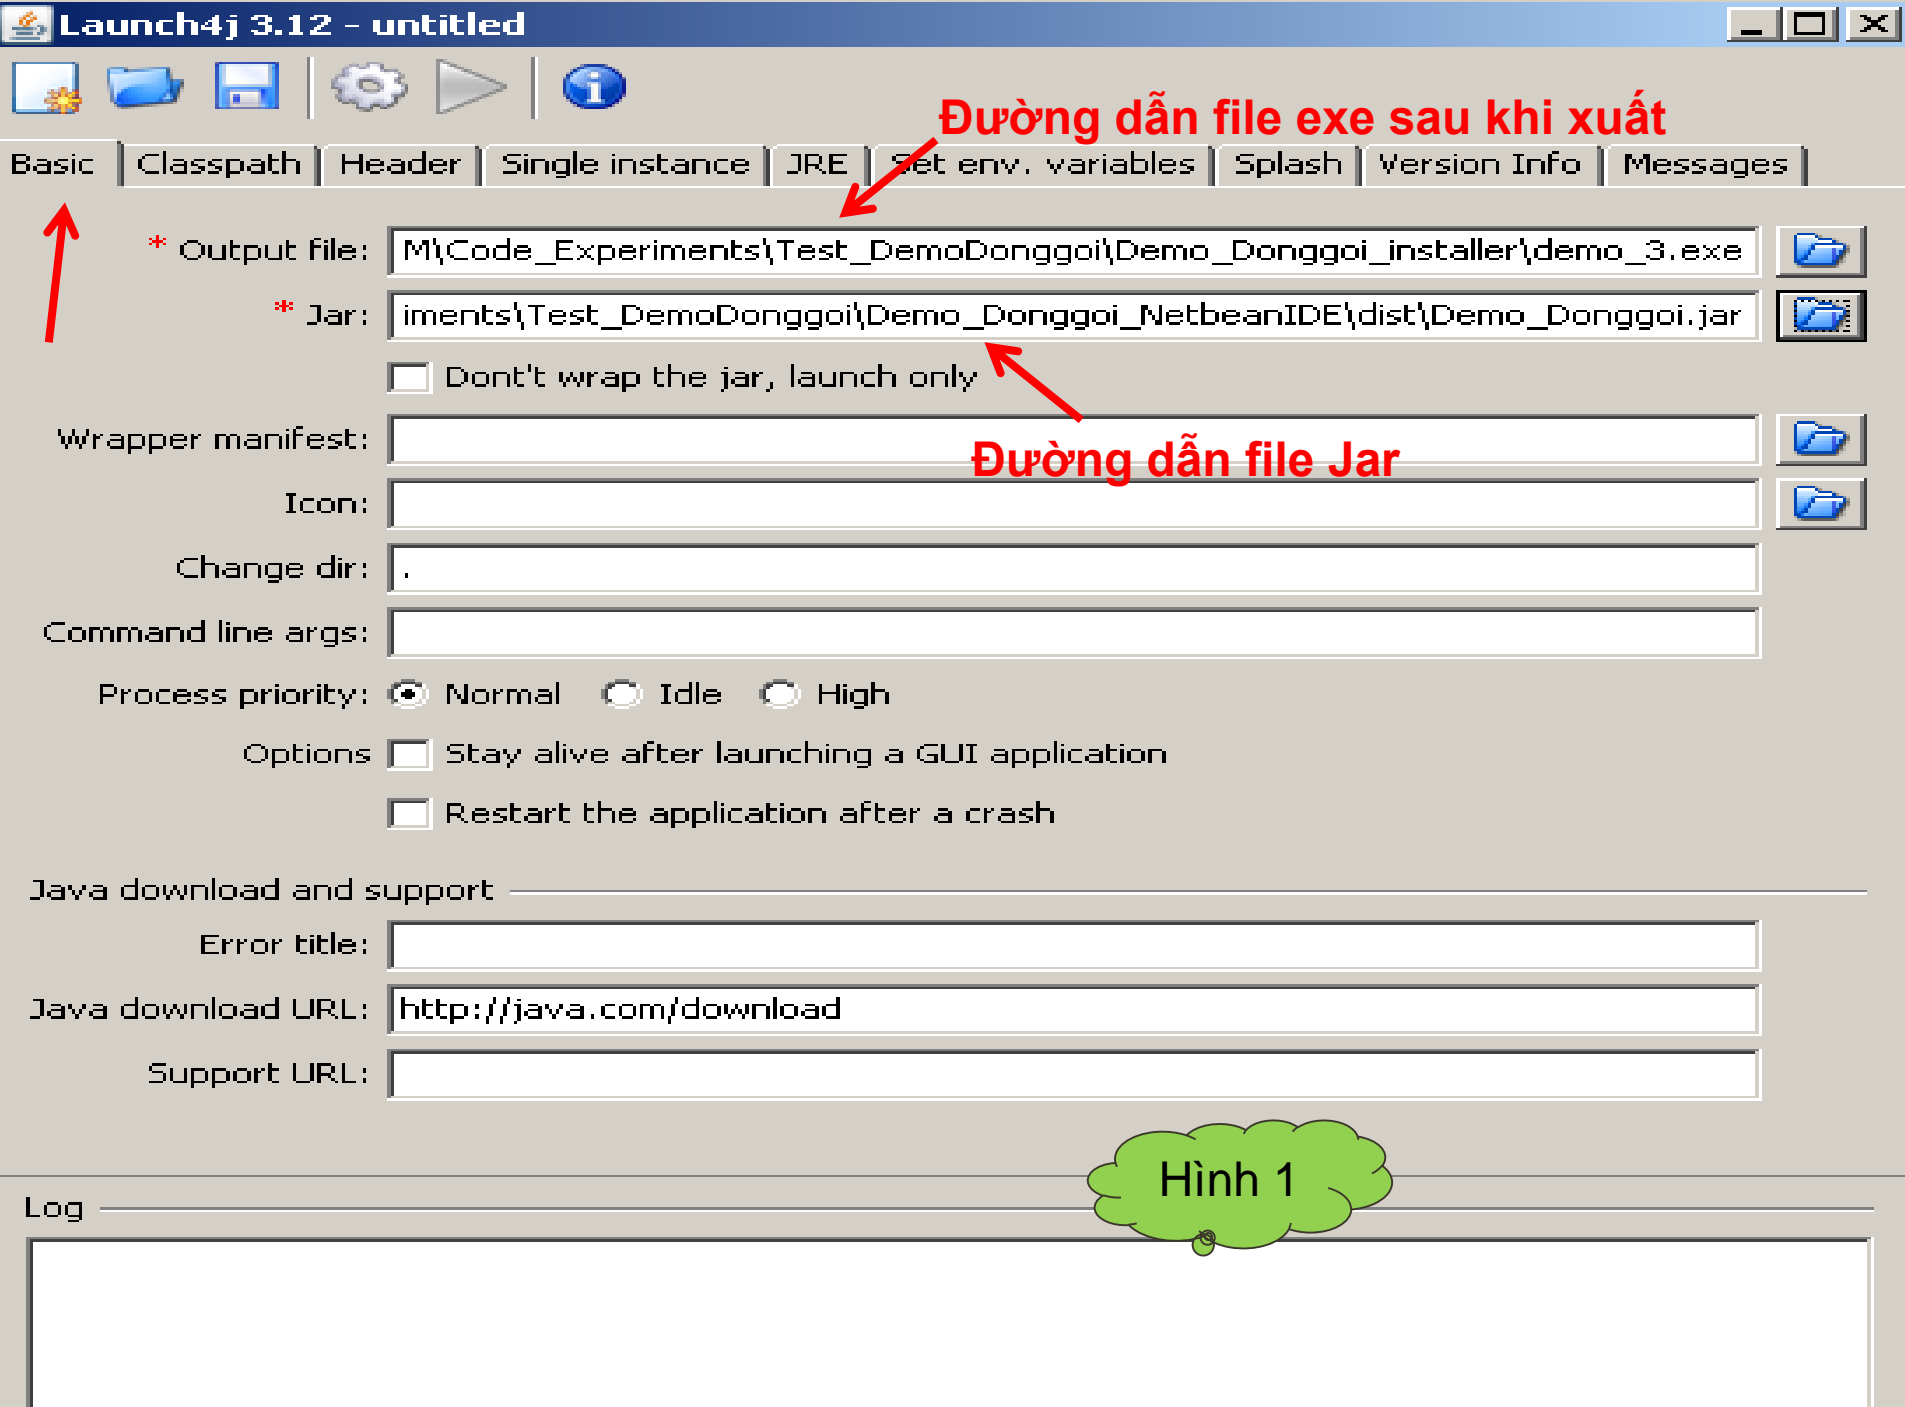 Launch4j 3.12 - untitled
Đường dẫn file exe sau khi xuất
Basic Classpath Header Single instance JRE Set env. variables Splash Version Info Messages
* Output file: M\Code_Experiments\Test_DemoDonggoi\Demo_Donggoi_installer\demo_3.exe
* Jar: iments\Test_DemoDonggoi\Demo_Donggoi_NetbeanIDE\dist\Demo_Donggoi.jar
Dont't wrap the jar, launch only
Wrapper manifest:
Đường dẫn file Jar
Icon:
Change dir: .
Command line args:
Process priority: Normal Idle High
Options Stay alive after launching a GUI application
Restart the application after a crash
Java download and support
Error title:
Java download URL: http://java.com/download
Support URL:
Hình 1
Log